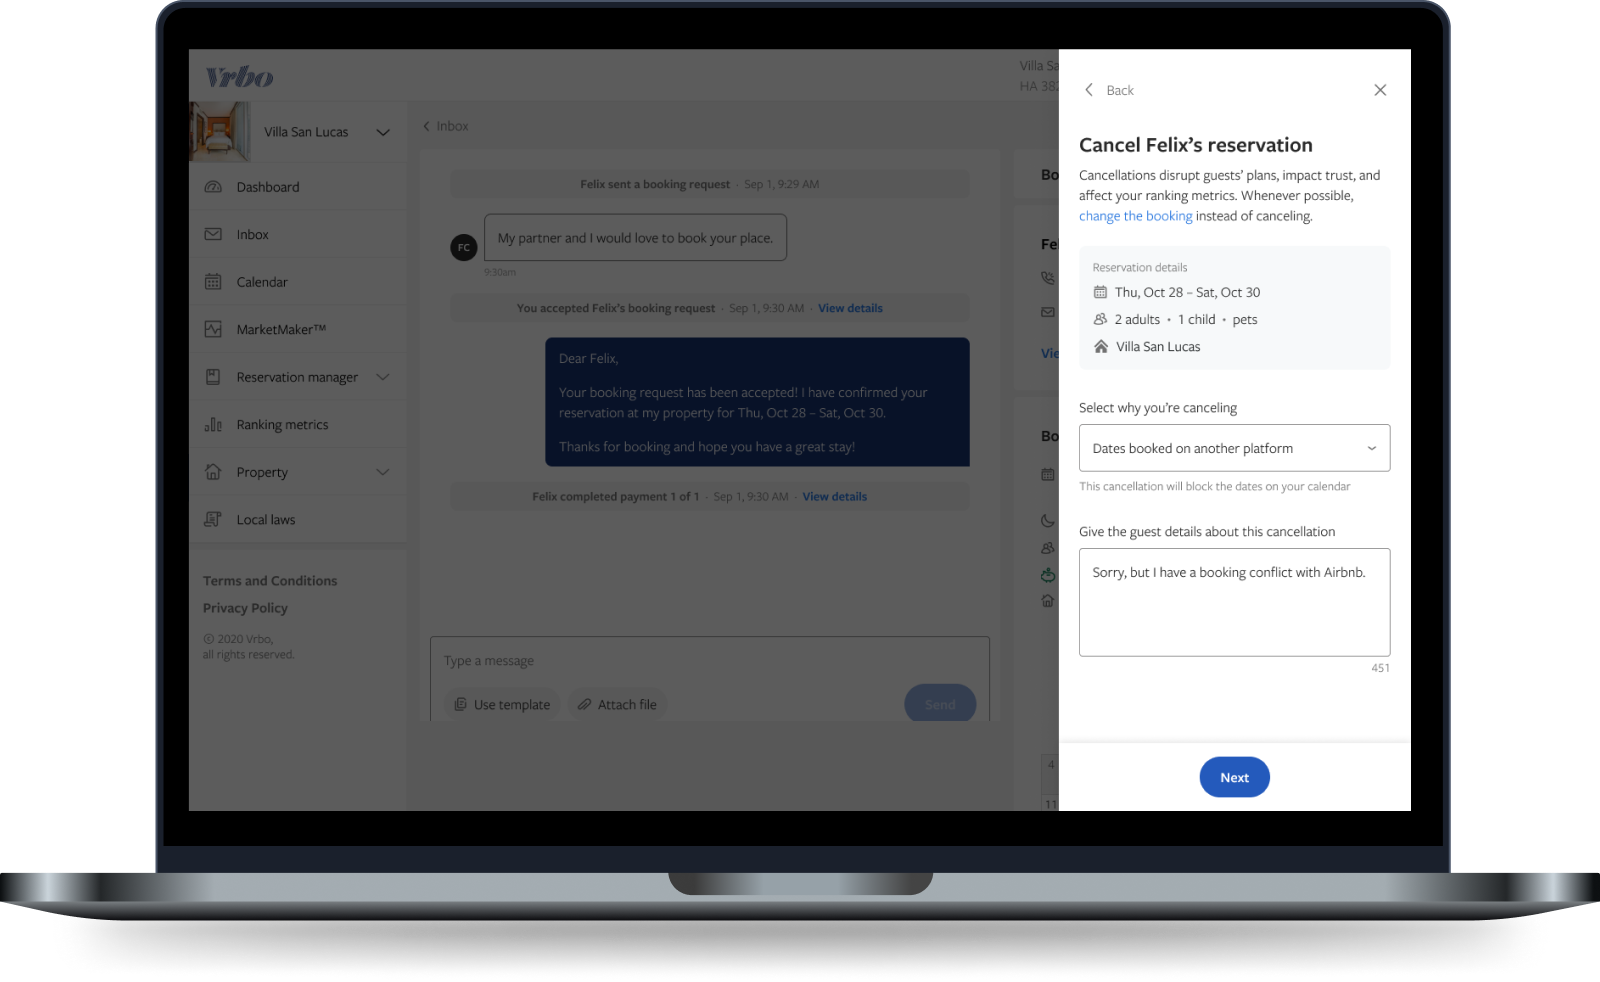 Vrbo
Villa Sa
HA 382
Villa San Lucas
Dashboard
Inbox
Calendar
MarketMaker™
Reservation manager
Ranking metrics
Property
Local laws
Terms and Conditions
Privacy Policy
© 2020 Vrbo,
all rights reserved.
Inbox
Felix sent a booking request · Sep 1, 9:29 AM
FC
My partner and I would love to book your place.
9:30am
You accepted Felix's booking request · Sep 1, 9:30 AM · View details
Dear Felix,
Your booking request has been accepted! I have confirmed your
reservation at my property for Thu, Oct 28 – Sat, Oct 30.
Thanks for booking and hope you have a great stay!
Felix completed payment 1 of 1 · Sep 1, 9:30 AM · View details
Type a message
Use template
Attach file
Send
Bo
Fe
Vie
Bo
4
11
Back
Cancel Felix’s reservation
Cancellations disrupt guests’ plans, impact trust, and
affect your ranking metrics. Whenever possible,
change the booking instead of canceling.
Reservation details
Thu, Oct 28 – Sat, Oct 30
2 adults • 1 child • pets
Villa San Lucas
Select why you’re canceling
Dates booked on another platform
This cancellation will block the dates on your calendar
Give the guest details about this cancellation
Sorry, but I have a booking conflict with Airbnb.
451
Next